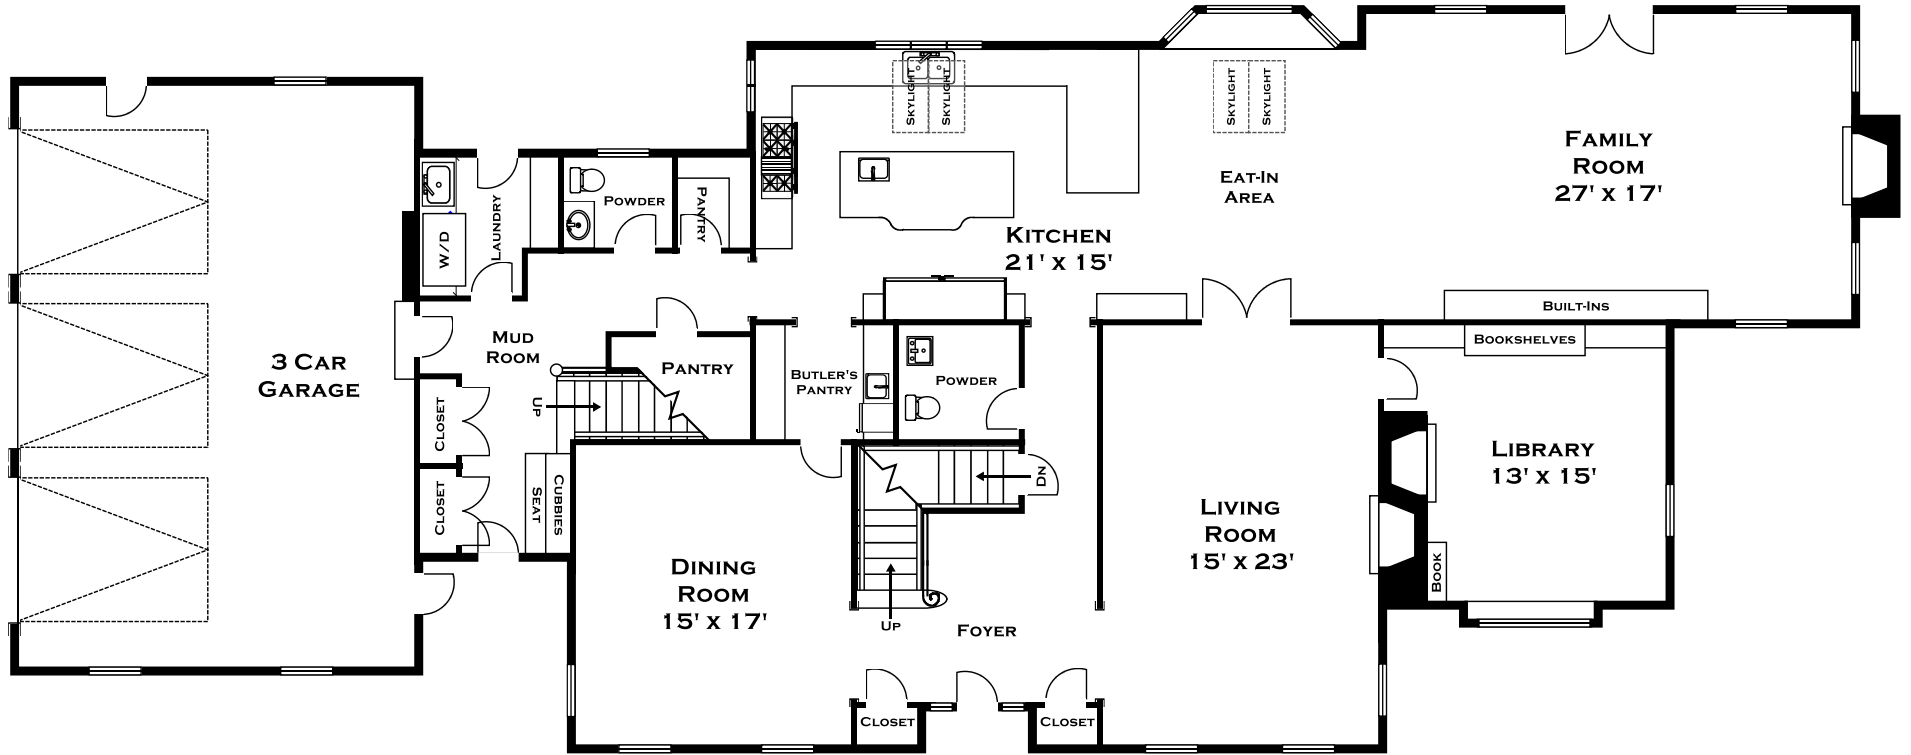 SKYLIGHT
SKYLIGHT
SKYLIGHT
SKYLIGHT
FAMILY
ROOM
27' X 17'
EAT-IN
AREA
KITCHEN
21' X 15'
POWDER
PANTRY
LAUNDRY
W/D
BUILT-INS
BOOKSHELVES
MUD
ROOM
3 CAR
GARAGE
PANTRY
BUTLER'S
PANTRY
POWDER
UP
CLOSET
CLOSET
SEAT
CUBBIES
DN
LIBRARY
13' X 15'
LIVING
ROOM
15' X 23'
DINING
ROOM
15' X 17'
BOOK
UP
FOYER
CLOSET
CLOSET